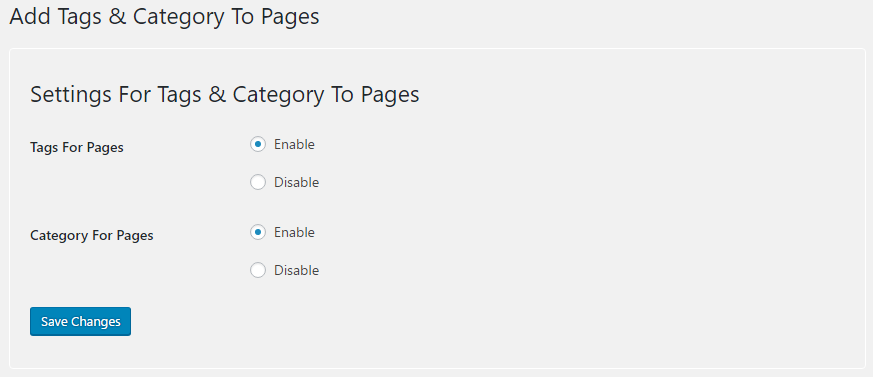 Add Tags & Category To Pages
Settings For Tags & Category To Pages
Tags For Pages
Enable
Disable
Category For Pages
Enable
Disable
Save Changes